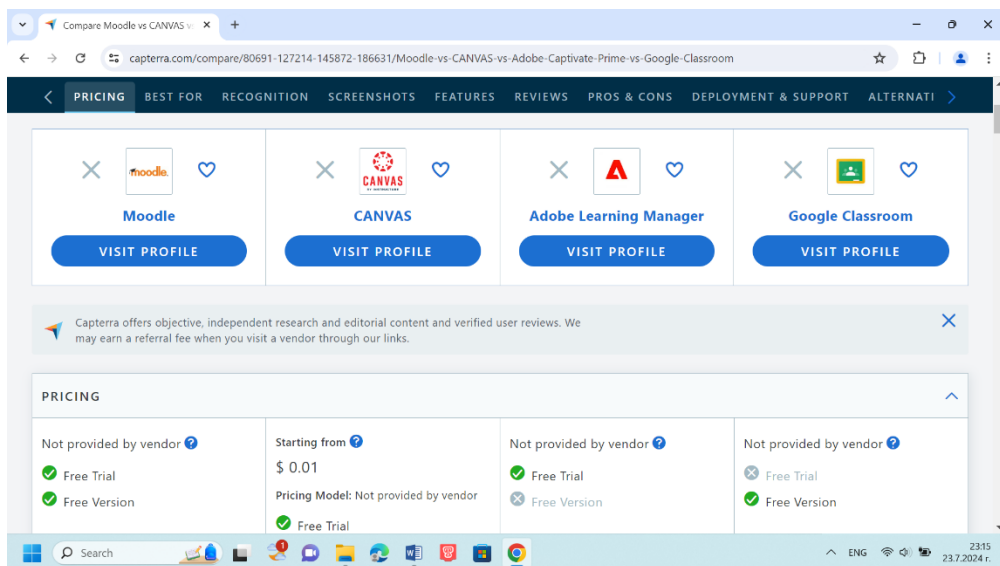 Compare Moodle vs CANVAS v
capterra.com/compare/80691-127214-145872-186631/Moodle-vs-CANVAS-vs-Adobe-Captivate-Prime-vs-Google-Classroom
PRICING BEST FOR RECOGNITION SCREENSHOTS FEATURES REVIEWS PROS & CONS DEPLOYMENT & SUPPORT ALTERNATI
moodle. CANVAS
Moodle CANVAS Adobe Learning Manager Google Classroom
VISIT PROFILE VISIT PROFILE VISIT PROFILE VISIT PROFILE
Capterra offers objective, independent research and editorial content and verified user reviews. We
may earn a referral fee when you visit a vendor through our links.
PRICING
Not provided by vendor ?
Free Trial
Free Version
Starting from ?
$ 0.01
Pricing Model: Not provided by vendor
Free Trial
Not provided by vendor ?
Free Trial
Free Version
Not provided by vendor ?
Free Trial
Free Version
Search
1
ENG
23:15
23.7.2024 г.